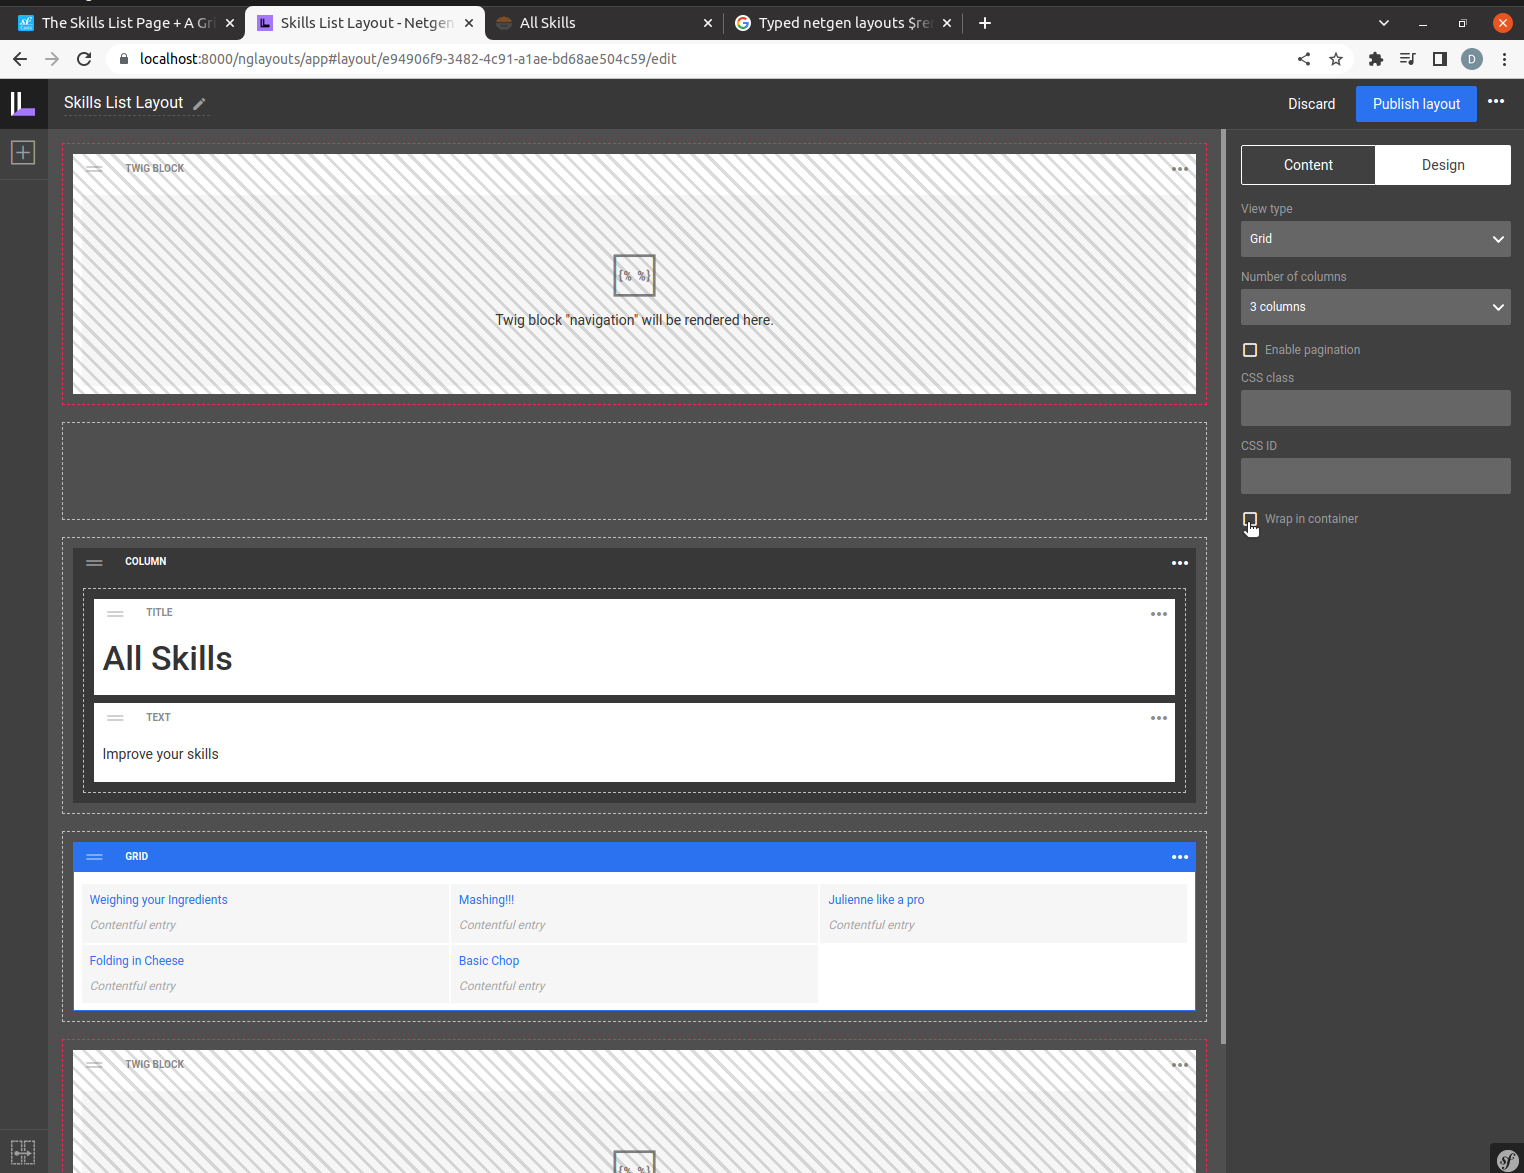 The Skills List Page + A Gri
Skills List Layout - Netgen
All Skills
Typed netgen layouts $re
localhost:8000/nglayouts/app#layout/e94906f9-3482-4c91-a1ae-bd68ae504c59/edit
D
Skills List Layout
Discard
Publish layout
TWIG BLOCK
{% %}
Twig block "navigation" will be rendered here.
COLUMN
TITLE
All Skills
TEXT
Improve your skills
GRID
Weighing your Ingredients
Contentful entry
Mashing!!!
Contentful entry
Julienne like a pro
Contentful entry
Folding in Cheese
Contentful entry
Basic Chop
Contentful entry
TWIG BLOCK
{% %}
Content
Design
View type
Grid
Number of columns
3 columns
Enable pagination
CSS class
CSS ID
Wrap in container
sf